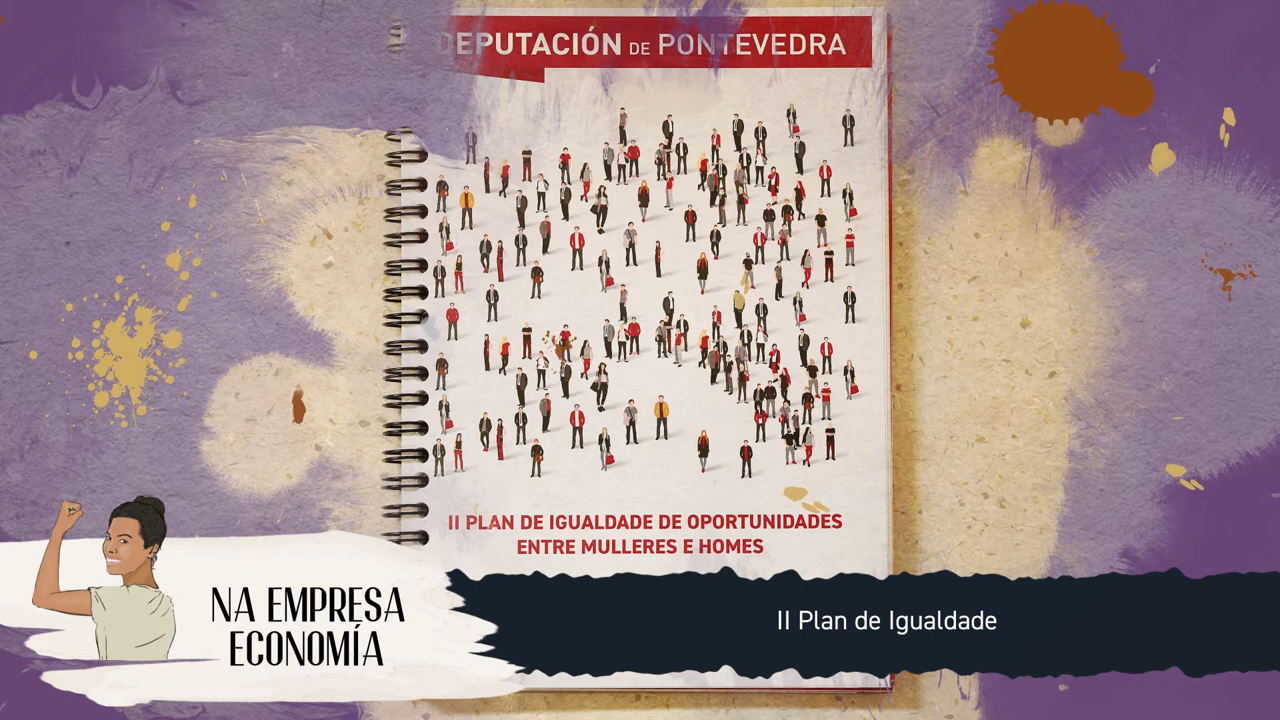 DEPUTACIÓN DE PONTEVEDRA
II PLAN DE IGUALDADE DE OPORTUNIDADES
ENTRE MULLERES E HOMES
NA EMPRESA
ECONOMÍA
II Plan de Igualdade